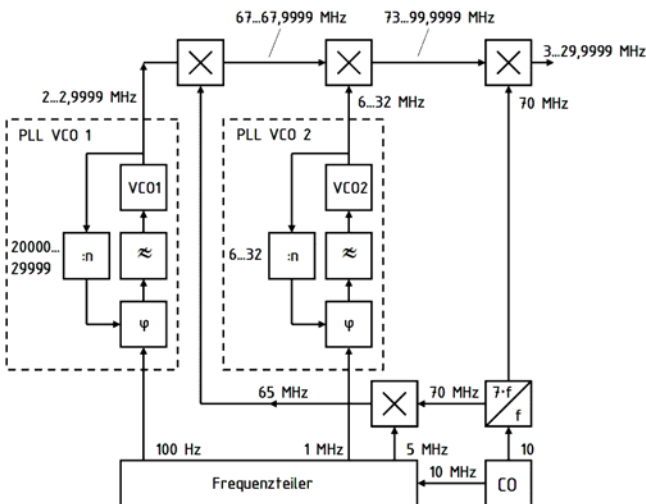 67...67,9999 MHz
73...99,9999 MHz
3...29,9999 MHz
2...2,9999 MHz
6...32 MHz
70 MHz
PLL VCO 1
PLL VCO 2
VCO1
VCO2
20000...
29999
:n
≈
6...32
:n
≈
φ
φ
65 MHz
70 MHz
7·f
f
100 Hz
1 MHz
5 MHz
10
10 MHz
Frequenzteiler
CO